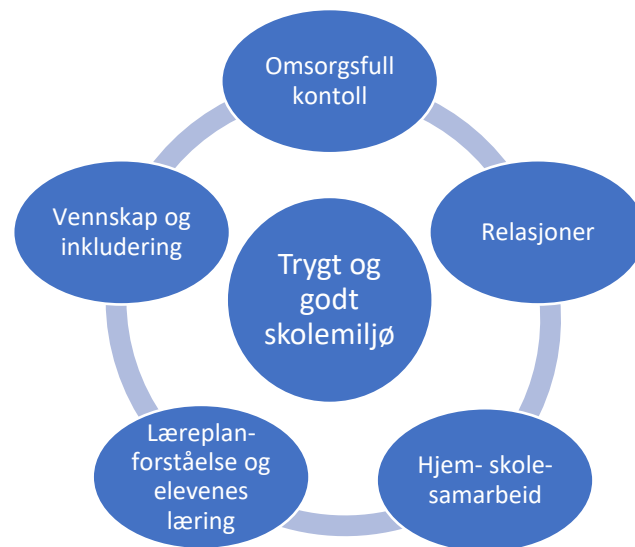 Omsorgsfull
kontoll
Vennskap og
inkludering
Relasjoner
Trygt og
godt
skolemiljø
Læreplan-
forståelse og
elevenes
læring
Hjem- skole-
samarbeid